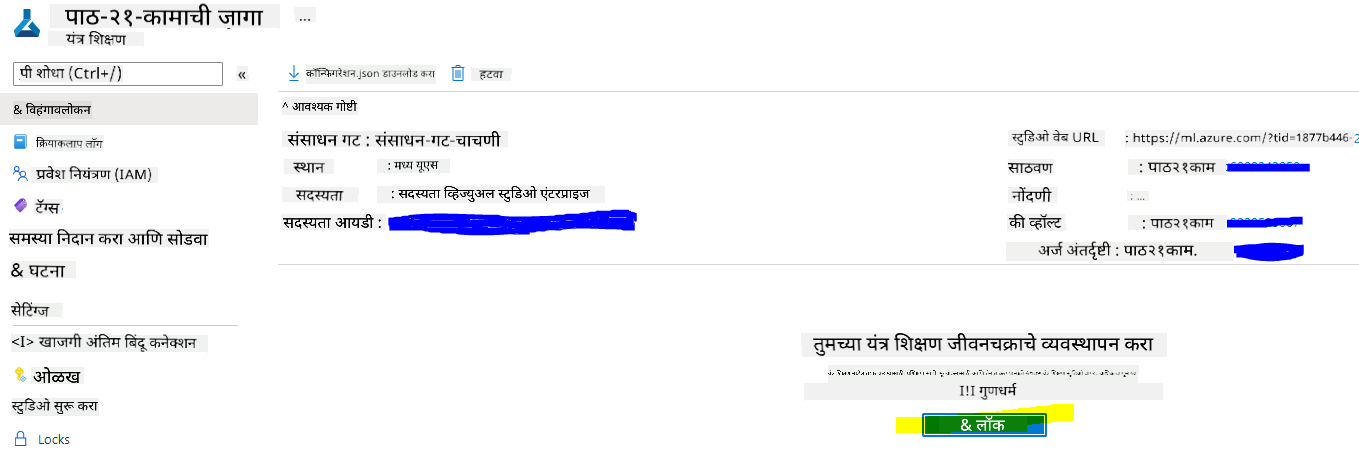 पाठ-२१-कामाची जागा ...
यंत्र शिक्षण
पी शोधा (Ctrl+/) «
कॉन्फिगरेशन.json डाउनलोड करा हटवा
& विहंगावलोकन
^ आवश्यक गोष्टी
क्रियाकलाप लॉग
प्रवेश नियंत्रण (IAM)
टॅग्स
समस्या निदान करा आणि सोडवा
& घटना
सेटिंग्ज
<I> खाजगी अंतिम बिंदू कनेक्शन
ओळख
स्टुडिओ सुरू करा
Locks
संसाधन गट : संसाधन-गट-चाचणी
स्थान : मध्य यूएस
सदस्यता : सदस्यता व्हिज्युअल स्टुडिओ एंटरप्राइज
सदस्यता आयडी :
स्टुडिओ वेब URL : https://ml.azure.com/?tid=1877b446-2
साठवण : पाठ२१काम
नोंदणी : ...
की व्हॉल्ट : पाठ२१काम
अर्ज अंतर्दृष्टी : पाठ२१काम.
तुमच्या यंत्र शिक्षण जीवनचक्राचे व्यवस्थापन करा
I!I गुणधर्म
& लॉक